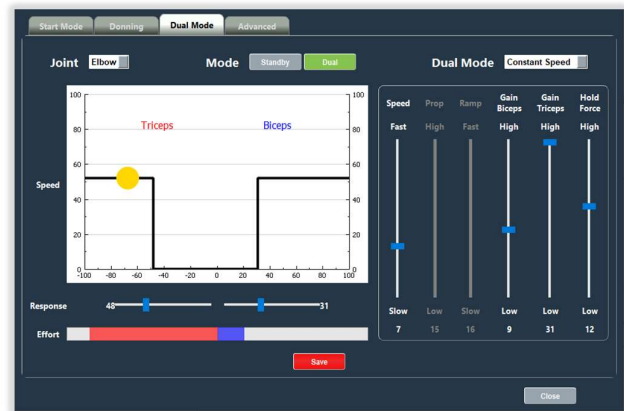 Start Mode Donning Dual Mode Advanced
Joint Elbow Mode Standby Dual Dual Mode Constant Speed
100 100
80 80
60 60
40 40
20 20
0 0
-100 -80 -60 -40 -20 0 20 40 60 80 100
Triceps Biceps
Speed
Response 48 31
Effort
Save
Speed Prop Ramp Gain Biceps Gain Triceps Hold Force
Fast High Fast High High High
Slow Low Slow Low Low Low
7 15 16 9 31 12
Close